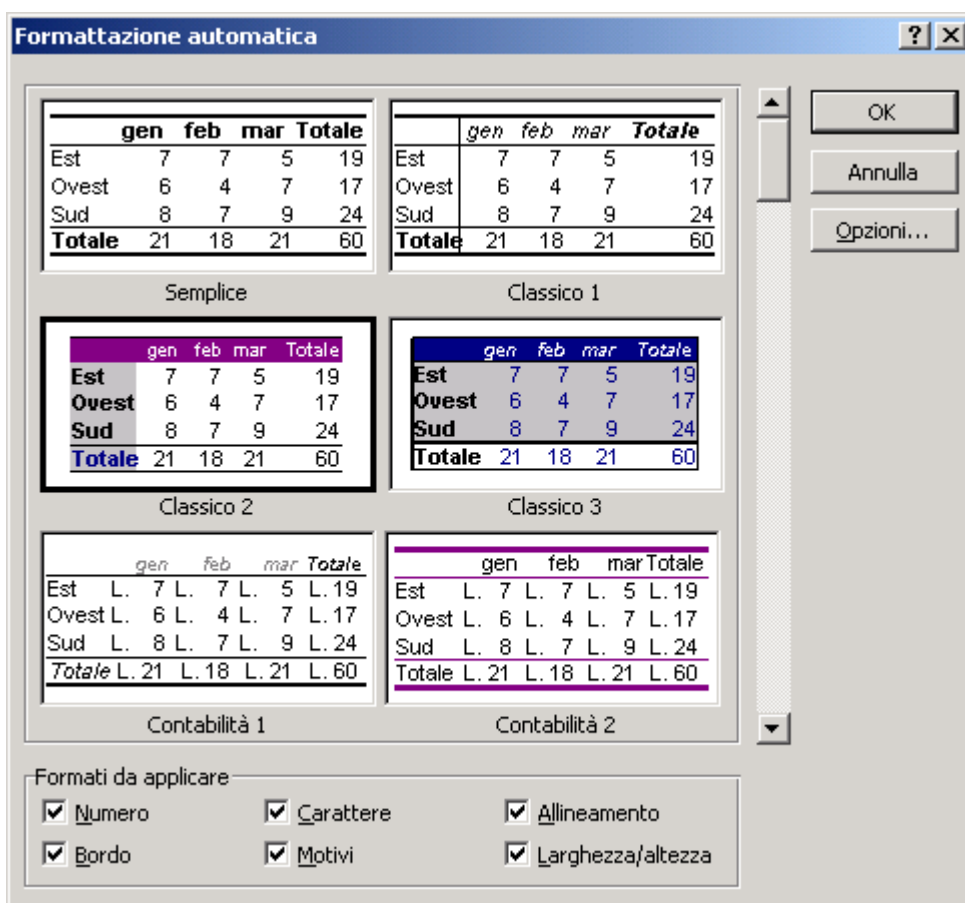 Formattazione automatica
gen feb mar Totale
Est 7 7 5 19
Ovest 6 4 7 17
Sud 8 7 9 24
Totale 21 18 21 60
Semplice
gen feb mar Totale
Est 7 7 5 19
Ovest 6 4 7 17
Sud 8 7 9 24
Totale 21 18 21 60
Classico 1
OK
Annulla
Opzioni...
gen feb mar Totale
Est 7 7 5 19
Ovest 6 4 7 17
Sud 8 7 9 24
Totale 21 18 21 60
Classico 2
gen feb mar Totale
Est 7 7 5 19
Ovest 6 4 7 17
Sud 8 7 9 24
Totale 21 18 21 60
Classico 3
gen feb mar Totale
Est L. 7 L. 7 L. 5 L. 19
Ovest L. 6 L. 4 L. 7 L. 17
Sud L. 8 L. 7 L. 9 L. 24
Totale L. 21 L. 18 L. 21 L. 60
Contabilità 1
gen feb mar Totale
Est L. 7 L. 7 L. 5 L. 19
Ovest L. 6 L. 4 L. 7 L. 17
Sud L. 8 L. 7 L. 9 L. 24
Totale L. 21 L. 18 L. 21 L. 60
Contabilità 2
Formati da applicare
Numero Carattere Allineamento
Bordo Motivi Larghezza/altezza